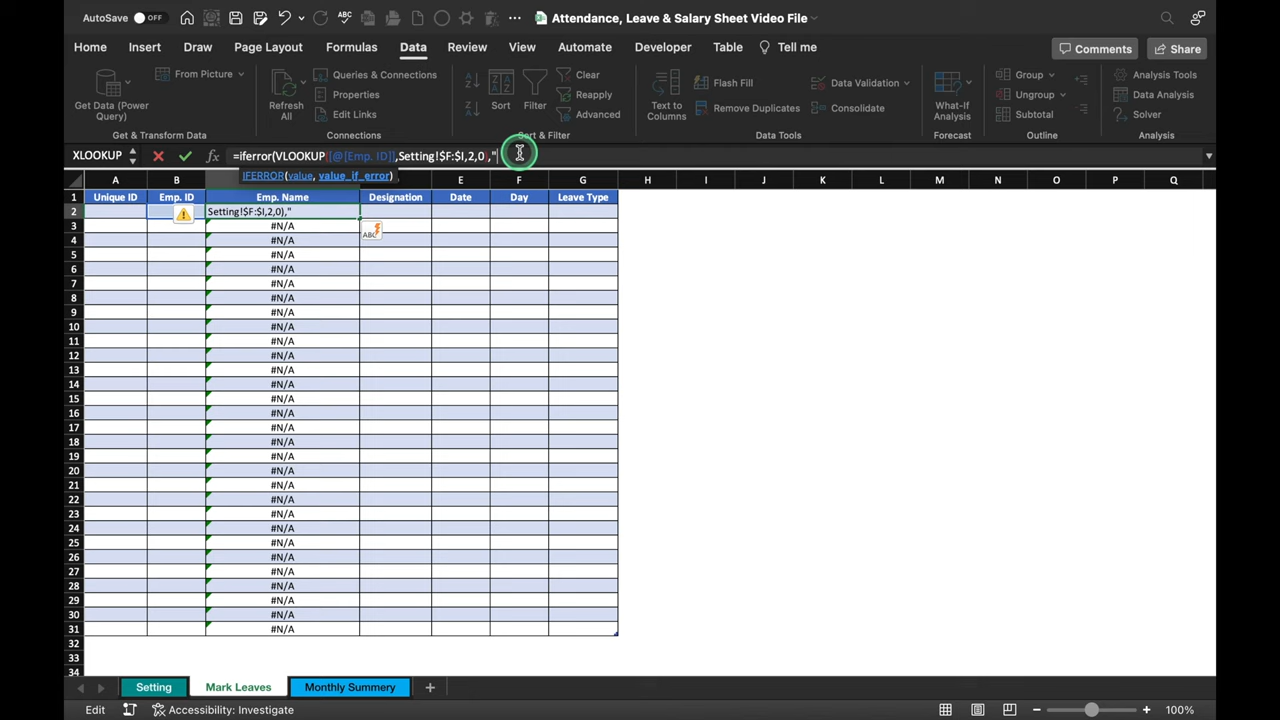 AutoSave OFF ABC Attendance, Leave & Salary Sheet Video File
Home Insert Draw Page Layout Formulas Data Review View Automate Developer Table Tell me Comments Share
Get Data (Power Query)
From Picture
Get & Transform Data
Refresh All
Queries & Connections
Properties
Edit Links
Connections
Sort
Filter
Clear
Reapply
Advanced
Sort & Filter
Text to Columns
Flash Fill
Remove Duplicates
Data Validation
Consolidate
Data Tools
What-If Analysis
Forecast
Group
Ungroup
Subtotal
Outline
Analysis Tools
Data Analysis
Solver
Analysis
XLOOKUP fx =iferror(VLOOKUP([@[Emp. ID]],Setting!$F:$I,2,0),"
IFERROR(value, value_if_error)
A B E F G H I J K L M N O P Q
1 Unique ID Emp. ID Emp. Name Designation Date Day Leave Type
2 Setting!$F:$I,2,0),"
3 #N/A ABC
4 #N/A
5 #N/A
6 #N/A
7 #N/A
8 #N/A
9 #N/A
10 #N/A
11 #N/A
12 #N/A
13 #N/A
14 #N/A
15 #N/A
16 #N/A
17 #N/A
18 #N/A
19 #N/A
20 #N/A
21 #N/A
22 #N/A
23 #N/A
24 #N/A
25 #N/A
26 #N/A
27 #N/A
28 #N/A
29 #N/A
30 #N/A
31 #N/A
32
33
34
Setting Mark Leaves Monthly Summery
Edit Accessibility: Investigate 100%